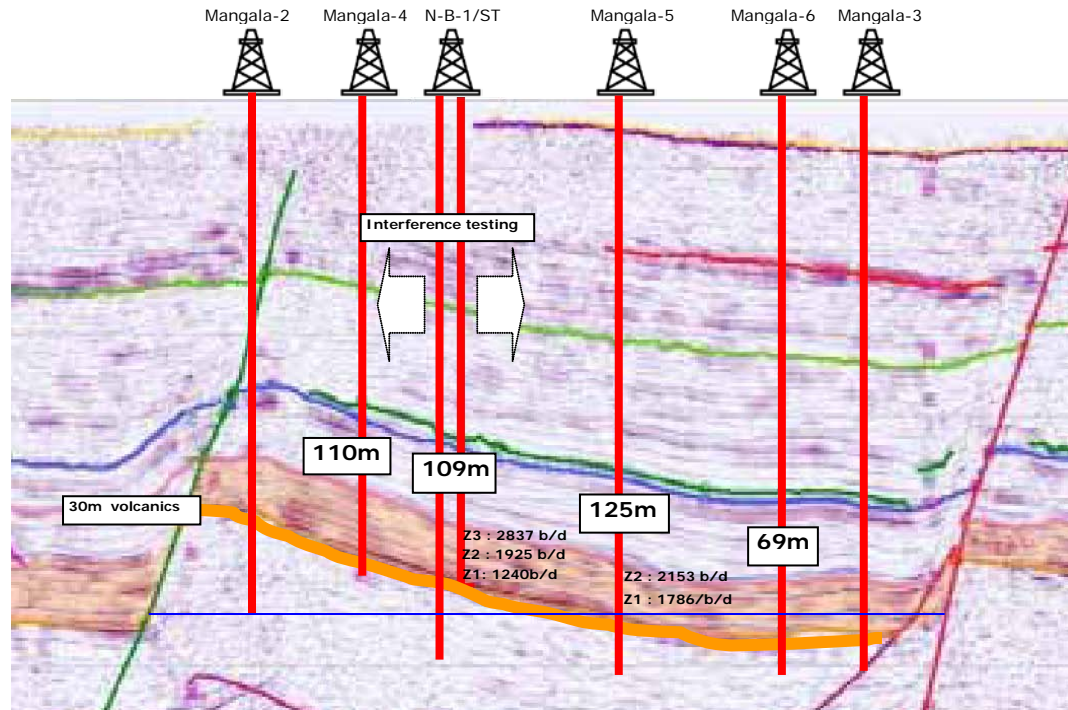 Mangala-2
Mangala-4
N-B-1/ST
Mangala-5
Mangala-6
Mangala-3
Interference testing
110m
109m
125m
69m
30m volcanics
Z3 : 2837 b/d
Z2 : 1925 b/d
Z1: 1240b/d
Z2 : 2153 b/d
Z1 : 1786/b/d